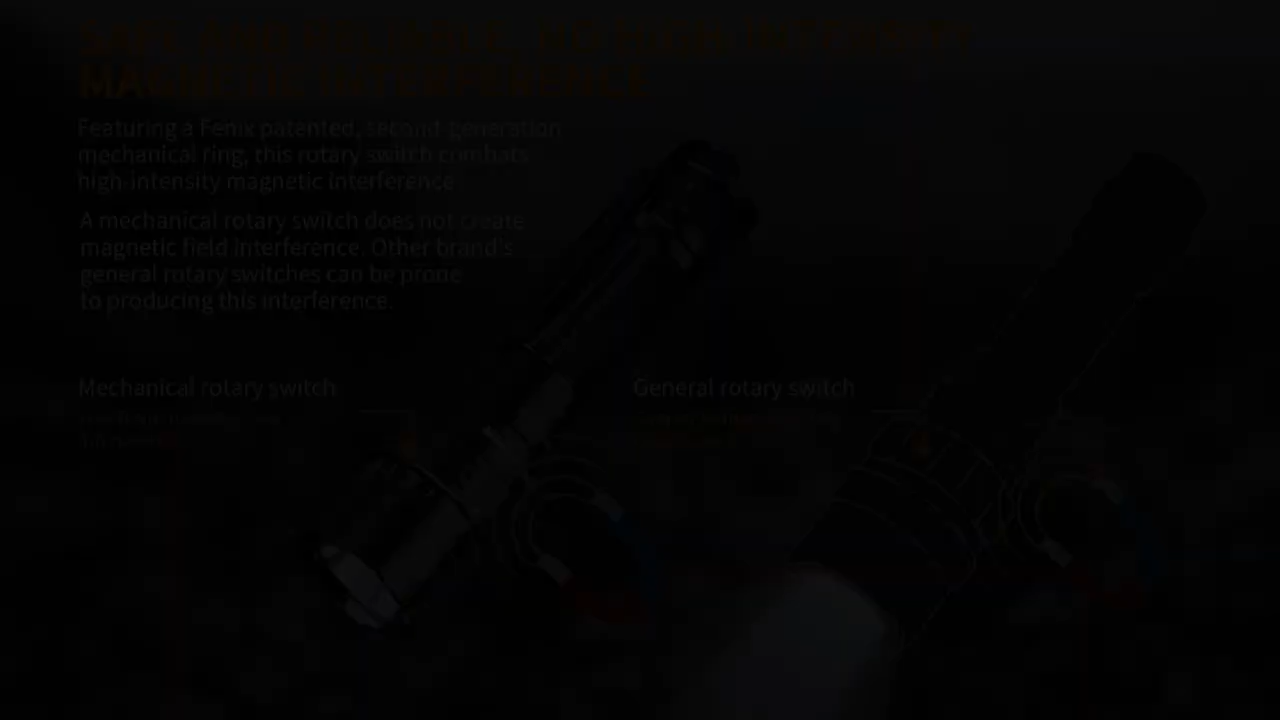 SAFE AND RELIABLE, NO HIGH INTENSITY
MAGNETIC INTERFERENCE
Featuring a Fenix patented, second-generation
mechanical ring, this rotary switch combats
high-intensity magnetic interference.
A mechanical rotary switch does not create
magnetic field interference. Other brand's
general rotary switches can be prone
to producing this interference.
Mechanical rotary switch
General rotary switch